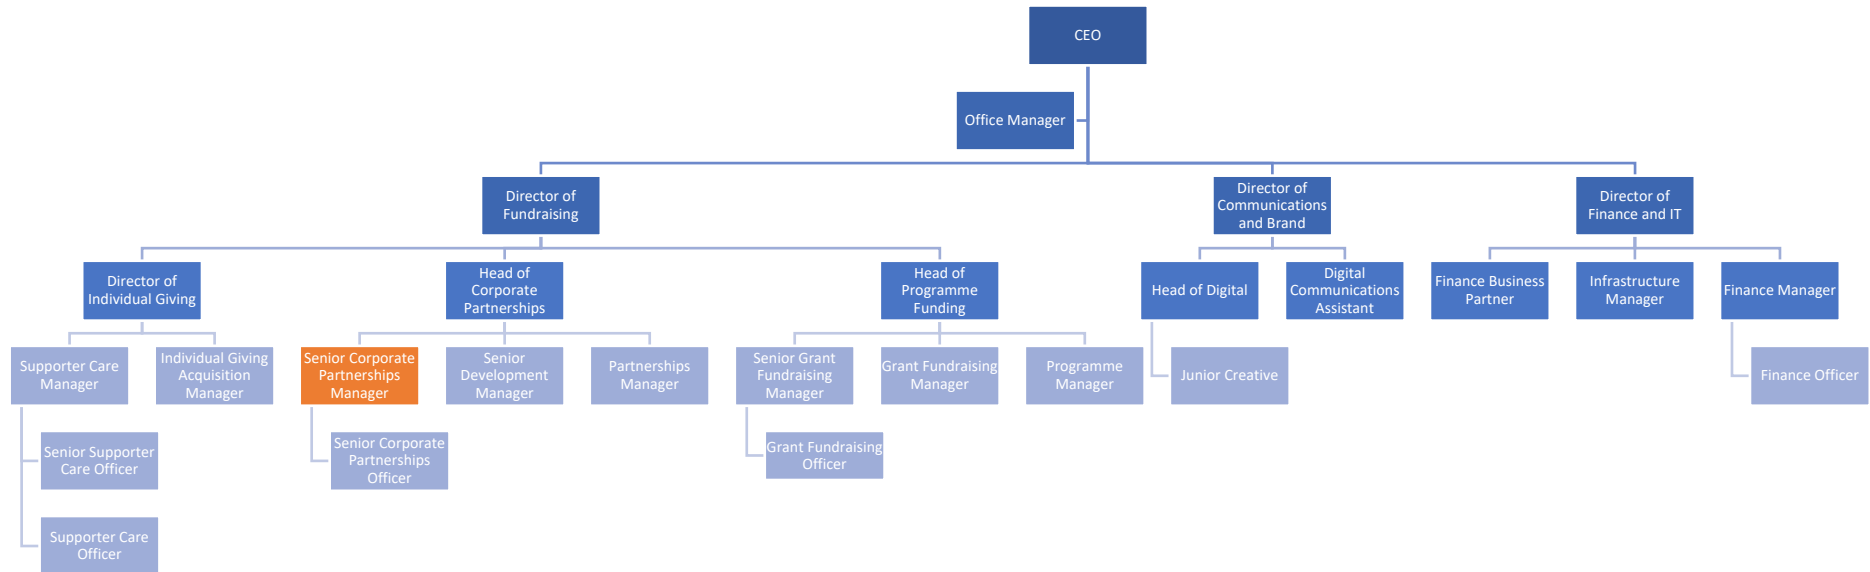 CEO
Office Manager
Director of
Fundraising
Director of
Communications
and Brand
Director of
Finance and IT
Director of
Individual Giving
Head of
Corporate
Partnerships
Head of
Programme
Funding
Head of Digital
Digital
Communications
Assistant
Finance Business
Partner
Infrastructure
Manager
Finance Manager
Supporter Care
Manager
Individual Giving
Acquisition
Manager
Senior Corporate
Partnerships
Manager
Senior
Development
Manager
Partnerships
Manager
Senior Grant
Fundraising
Manager
Grant Fundraising
Manager
Programme
Manager
Junior Creative
Finance Officer
Senior Supporter
Care Officer
Senior Corporate
Partnerships
Officer
Grant Fundraising
Officer
Supporter Care
Officer